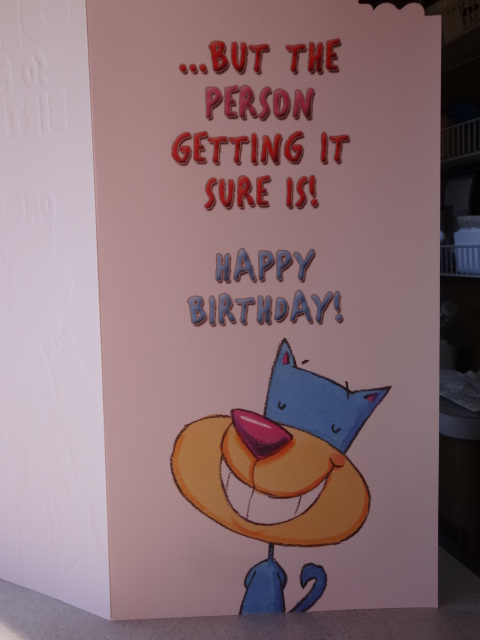 ...BUT THE
PERSON
GETTING IT
SURE IS!
HAPPY
BIRTHDAY!